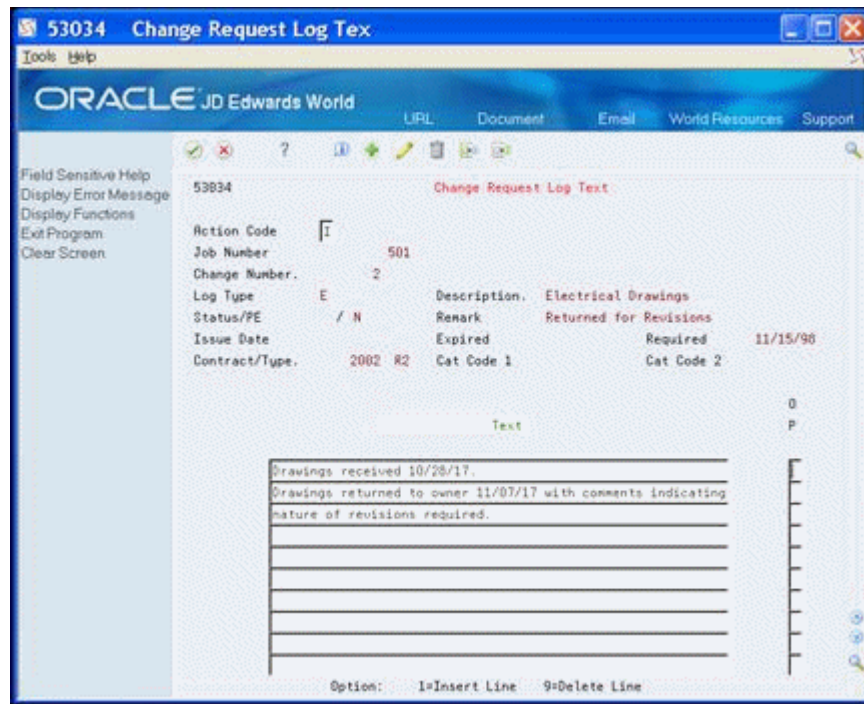 53034 Change Request Log Tex
Tools Help
ORACLE JD Edwards World
URL Document Email World Resources Support
?
Field Sensitive Help
Display Error Message
Display Functions
Exit Program
Clear Screen
53034 Change Request Log Text
Action Code I
Job Number 501
Change Number. 2
Log Type E Description. Electrical Drawings
Status/PE / N Remark Returned for Revisions
Issue Date Expired Required 11/15/98
Contract/Type. 2002 R2 Cat Code 1 Cat Code 2
O
Text P
Drawings received 10/28/17.
Drawings returned to owner 11/07/17 with comments indicating
nature of revisions required.
Option: 1=Insert Line 9=Delete Line